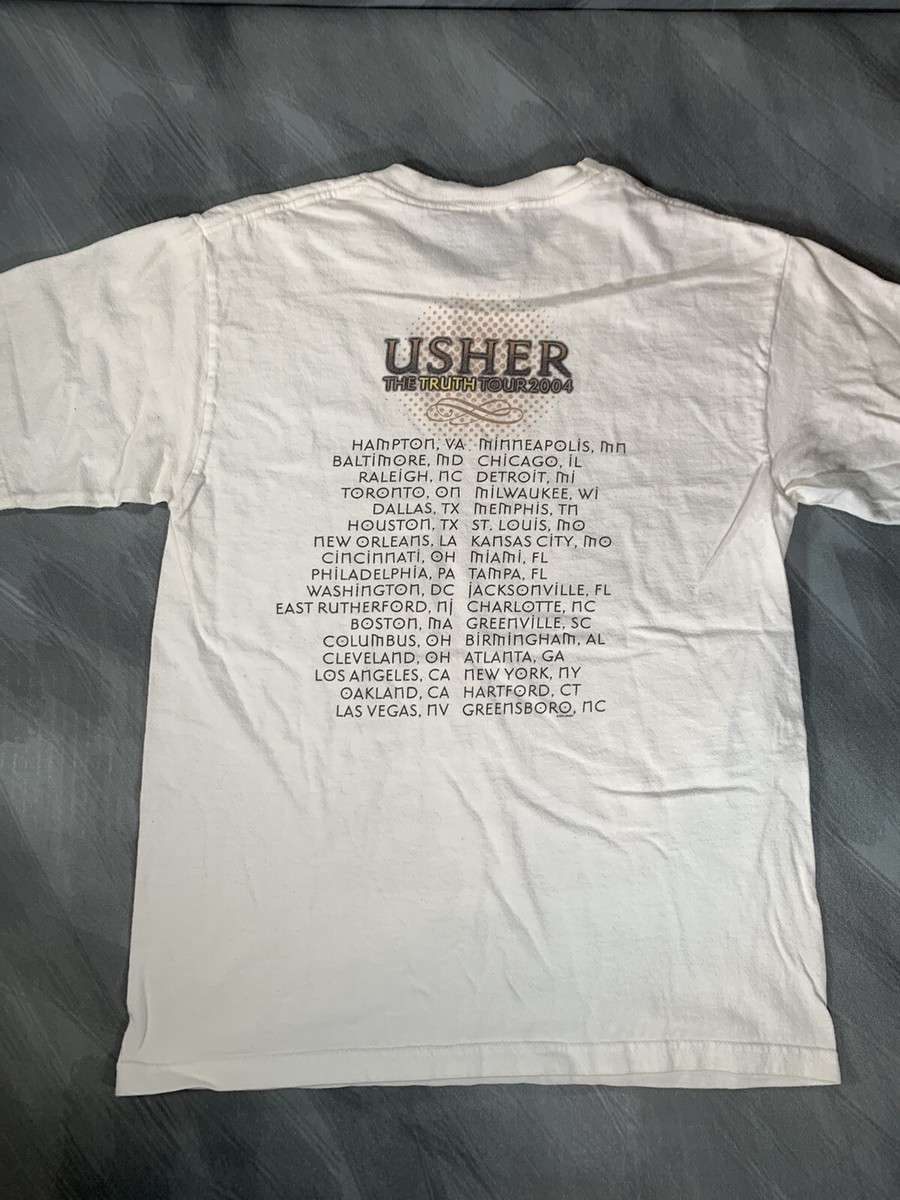 USHER
THE TRUTH TOUR 2004
HAMPTON, VA MINNEAPOLIS, MN
BALTIMORE, MD CHICAGO, IL
RALEIGH, NC DETROIT, MI
TORONTO, ON MILWAUKEE, WI
DALLAS, TX MEMPHIS, TN
HOUSTON, TX ST. LOUIS, MO
NEW ORLEANS, LA KANSAS CITY, MO
CINCINNATI, OH MIAMI, FL
PHILADELPHIA, PA TAMPA, FL
WASHINGTON, DC JACKSONVILLE, FL
EAST RUTHERFORD, NJ CHARLOTTE, NC
BOSTON, MA GREENVILLE, SC
COLUMBUS, OH BIRMINGHAM, AL
CLEVELAND, OH ATLANTA, GA
LOS ANGELES, CA NEW YORK, NY
OAKLAND, CA HARTFORD, CT
LAS VEGAS, NV GREENSBORO, NC